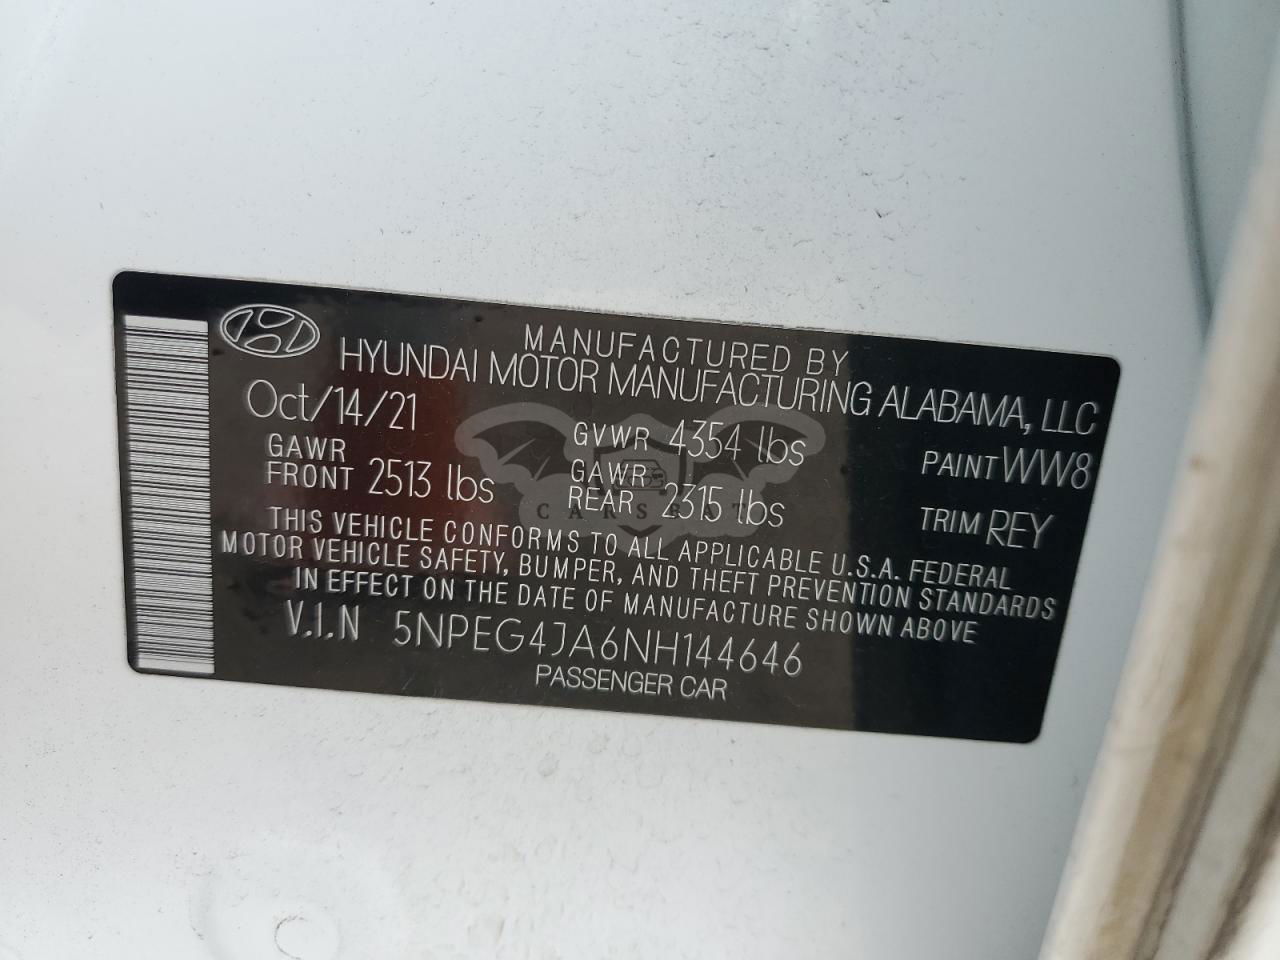 MANUFACTURED BY
HYUNDAI MOTOR MANUFACTURING ALABAMA, LLC
Oct/14/21
GVWR 4354 lbs
PAINT WW8
GAWR
FRONT 2513 lbs
GAWR
REAR 2315 lbs
TRIM REY
CARSBAT
THIS VEHICLE CONFORMS TO ALL APPLICABLE U.S.A. FEDERAL
MOTOR VEHICLE SAFETY, BUMPER, AND THEFT PREVENTION STANDARDS
IN EFFECT ON THE DATE OF MANUFACTURE SHOWN ABOVE
V.I.N 5NPEG4JA6NH144646
PASSENGER CAR